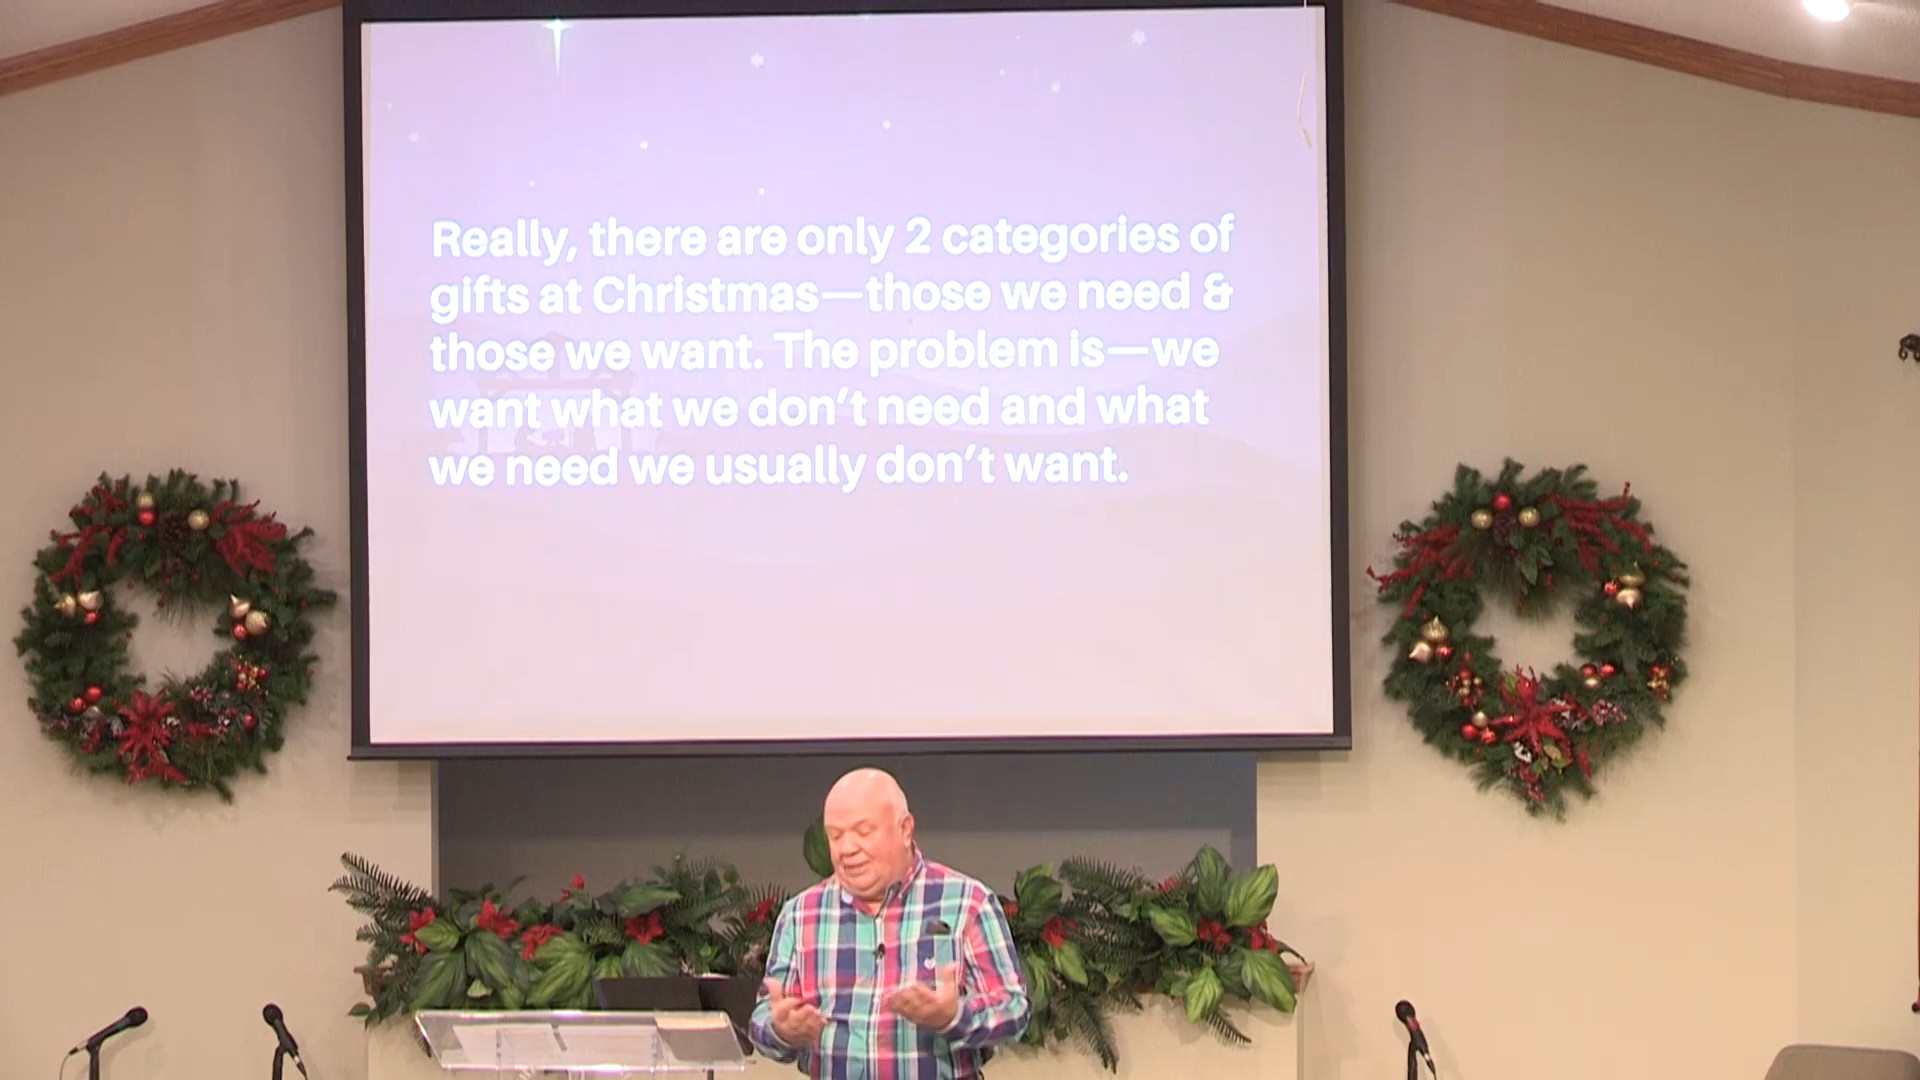 Really, there are only 2 categories of
gifts at Christmas—those we need &
those we want. The problem is—we
want what we don’t need and what
we need we usually don’t want.